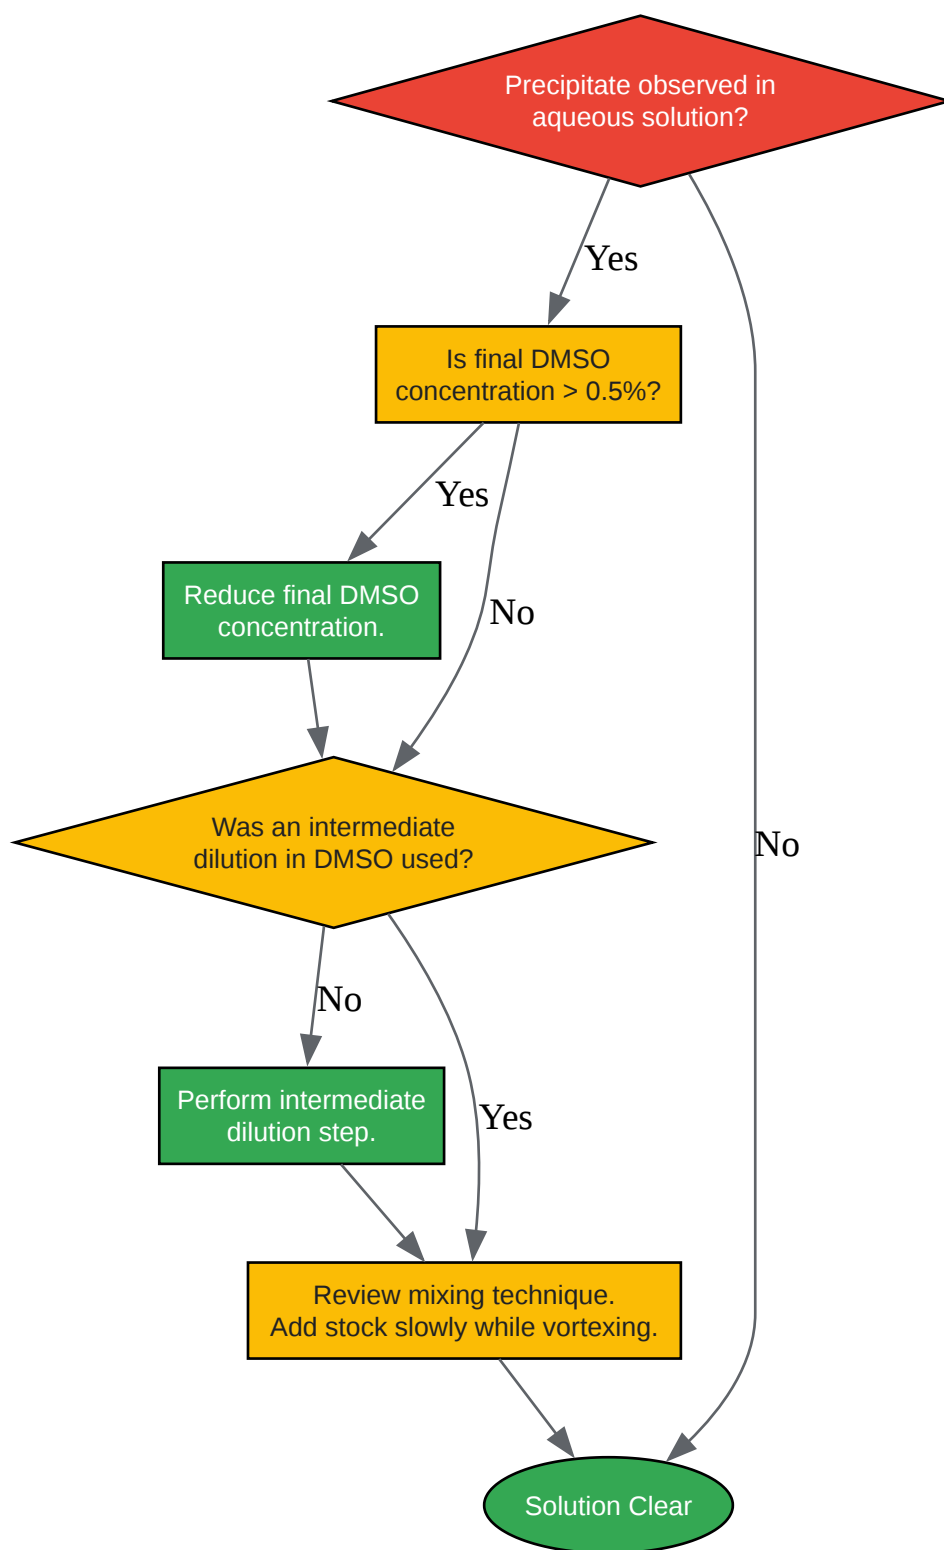 Precipitate observed in
aqueous solution?
Yes
Is final DMSO
concentration > 0.5%?
Yes
Reduce final DMSO
concentration.
No
Was an intermediate
dilution in DMSO used?
No
No
Perform intermediate
dilution step.
Yes
Review mixing technique.
Add stock slowly while vortexing.
Solution Clear